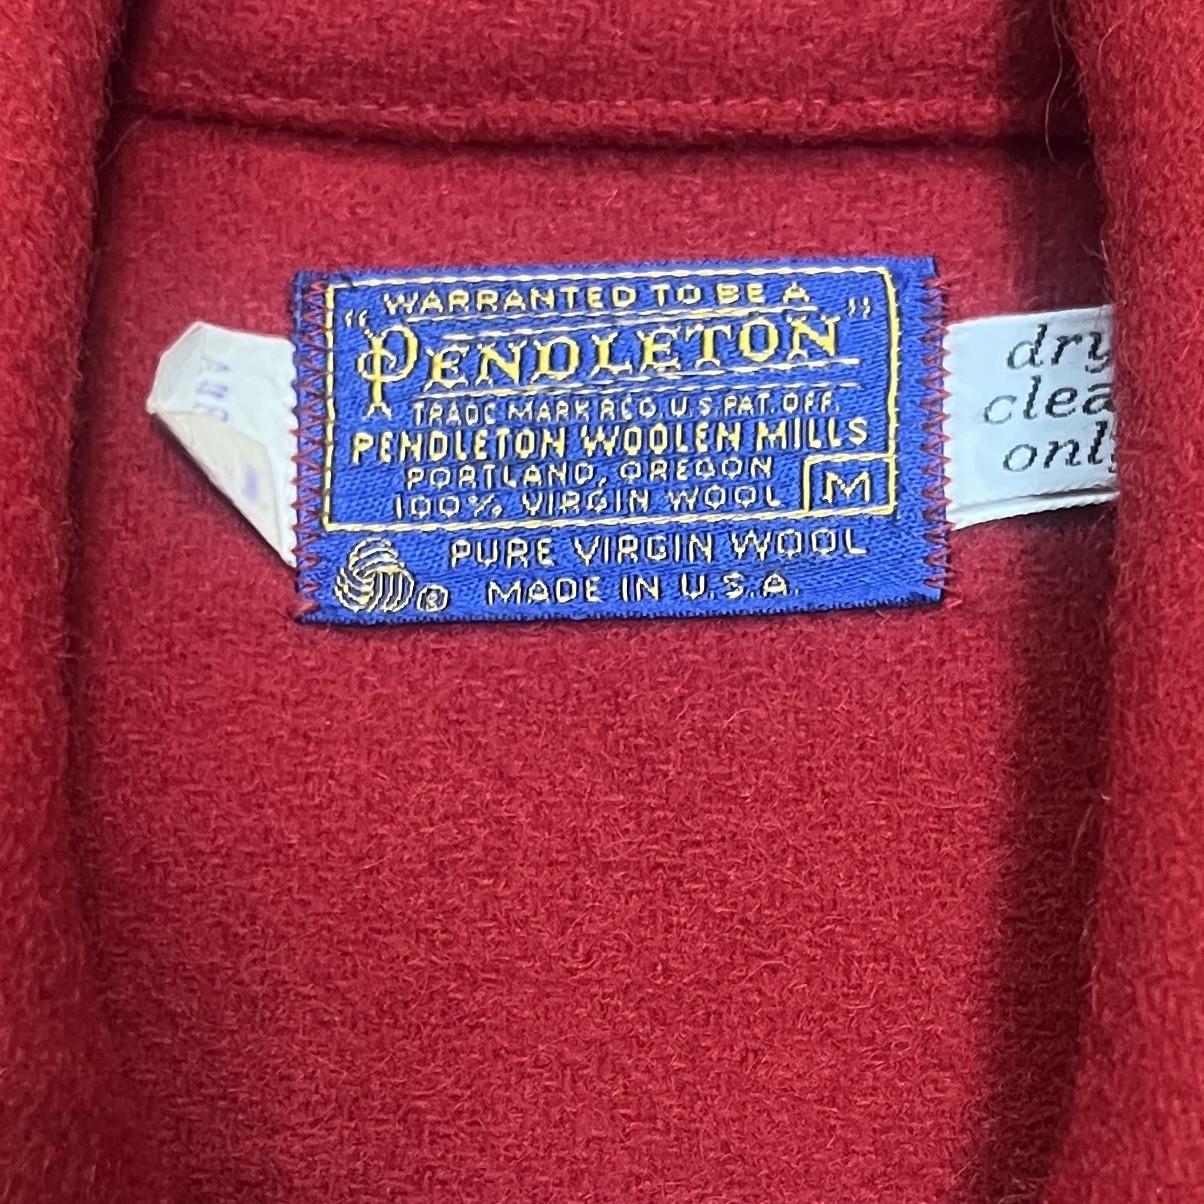 WARRANTED TO BE A
"PENDLETON"
TRADE MARK REG. U.S. PAT. OFF.
PENDLETON WOOLEN MILLS
PORTLAND, OREGON
100% VIRGIN WOOL
M
PURE VIRGIN WOOL
® MADE IN U.S.A.
dry
clea
only